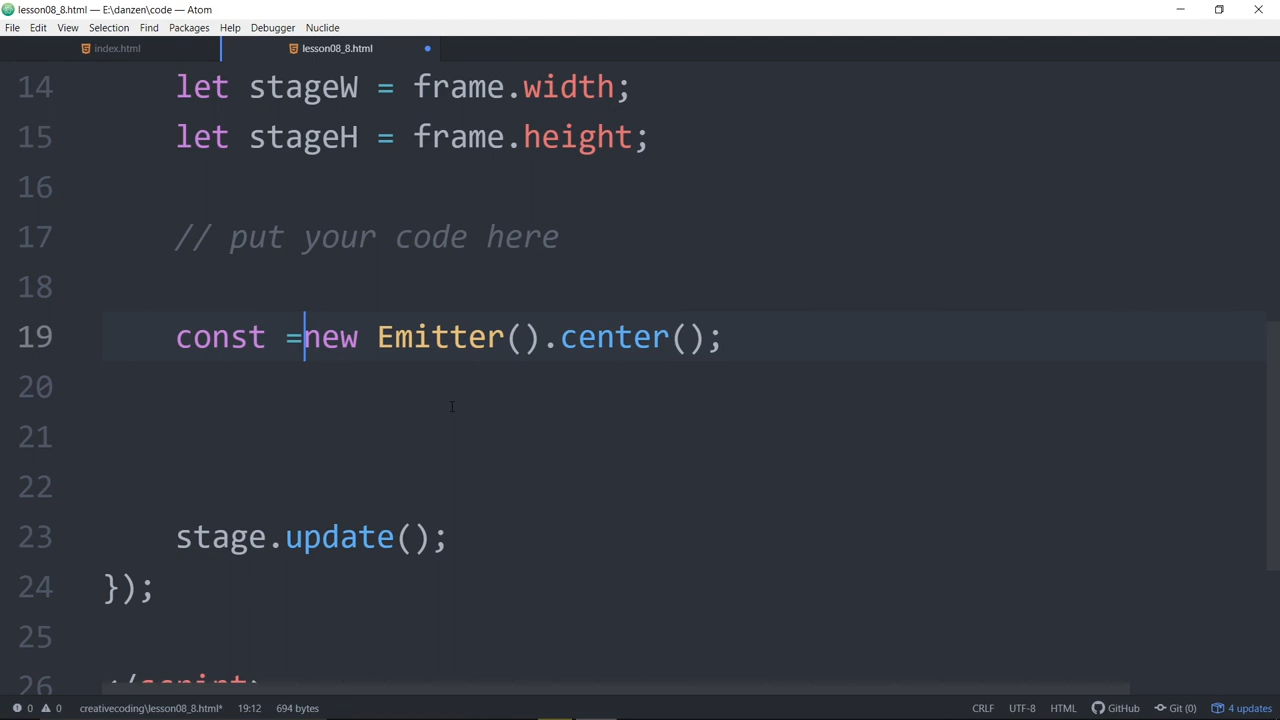 lesson08_8.html — E:\danzen\code — Atom
File Edit View Selection Find Packages Help Debugger Nuclide
index.html lesson08_8.html
14 let stageW = frame.width;
15 let stageH = frame.height;
16
17 // put your code here
18
19 const =new Emitter().center();
20
21
22
23 stage.update();
24 });
25
26 </script>
0 0 creativecoding\lesson08_8.html* 19:12 694 bytes CRLF UTF-8 HTML GitHub Git (0) 4 updates